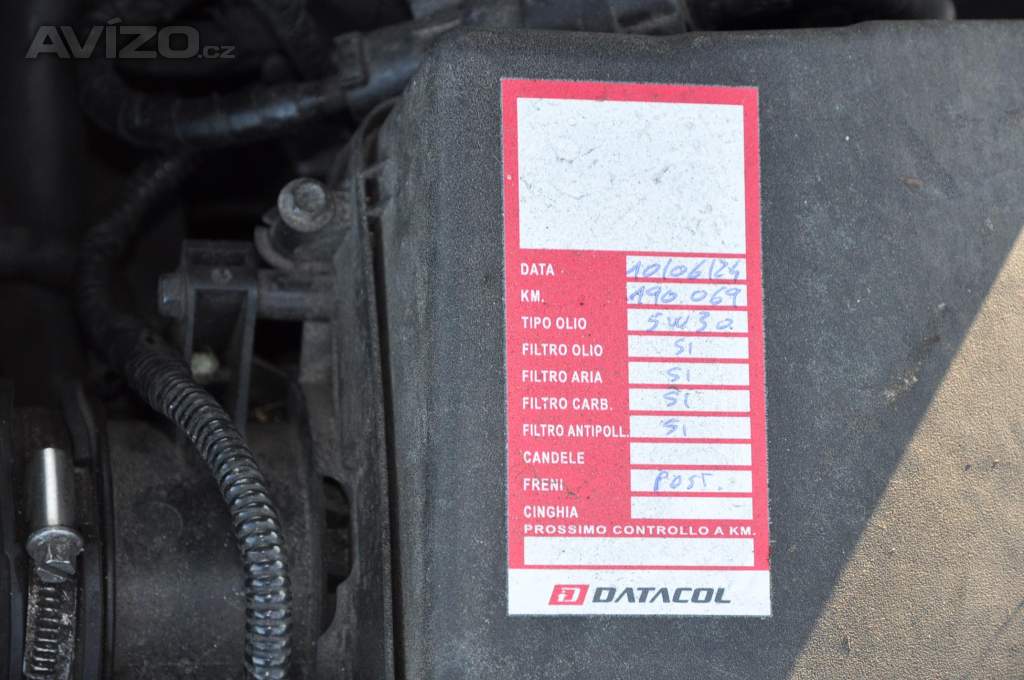 AVÍZO.cz
DATA 10/06/24
KM. 190.069
TIPO OLIO 5W30
FILTRO OLIO SI
FILTRO ARIA SI
FILTRO CARB. SI
FILTRO ANTIPOLL. SI
CANDELE
FRENI POST.
CINGHIA
PROSSIMO CONTROLLO A KM.
DATACOL